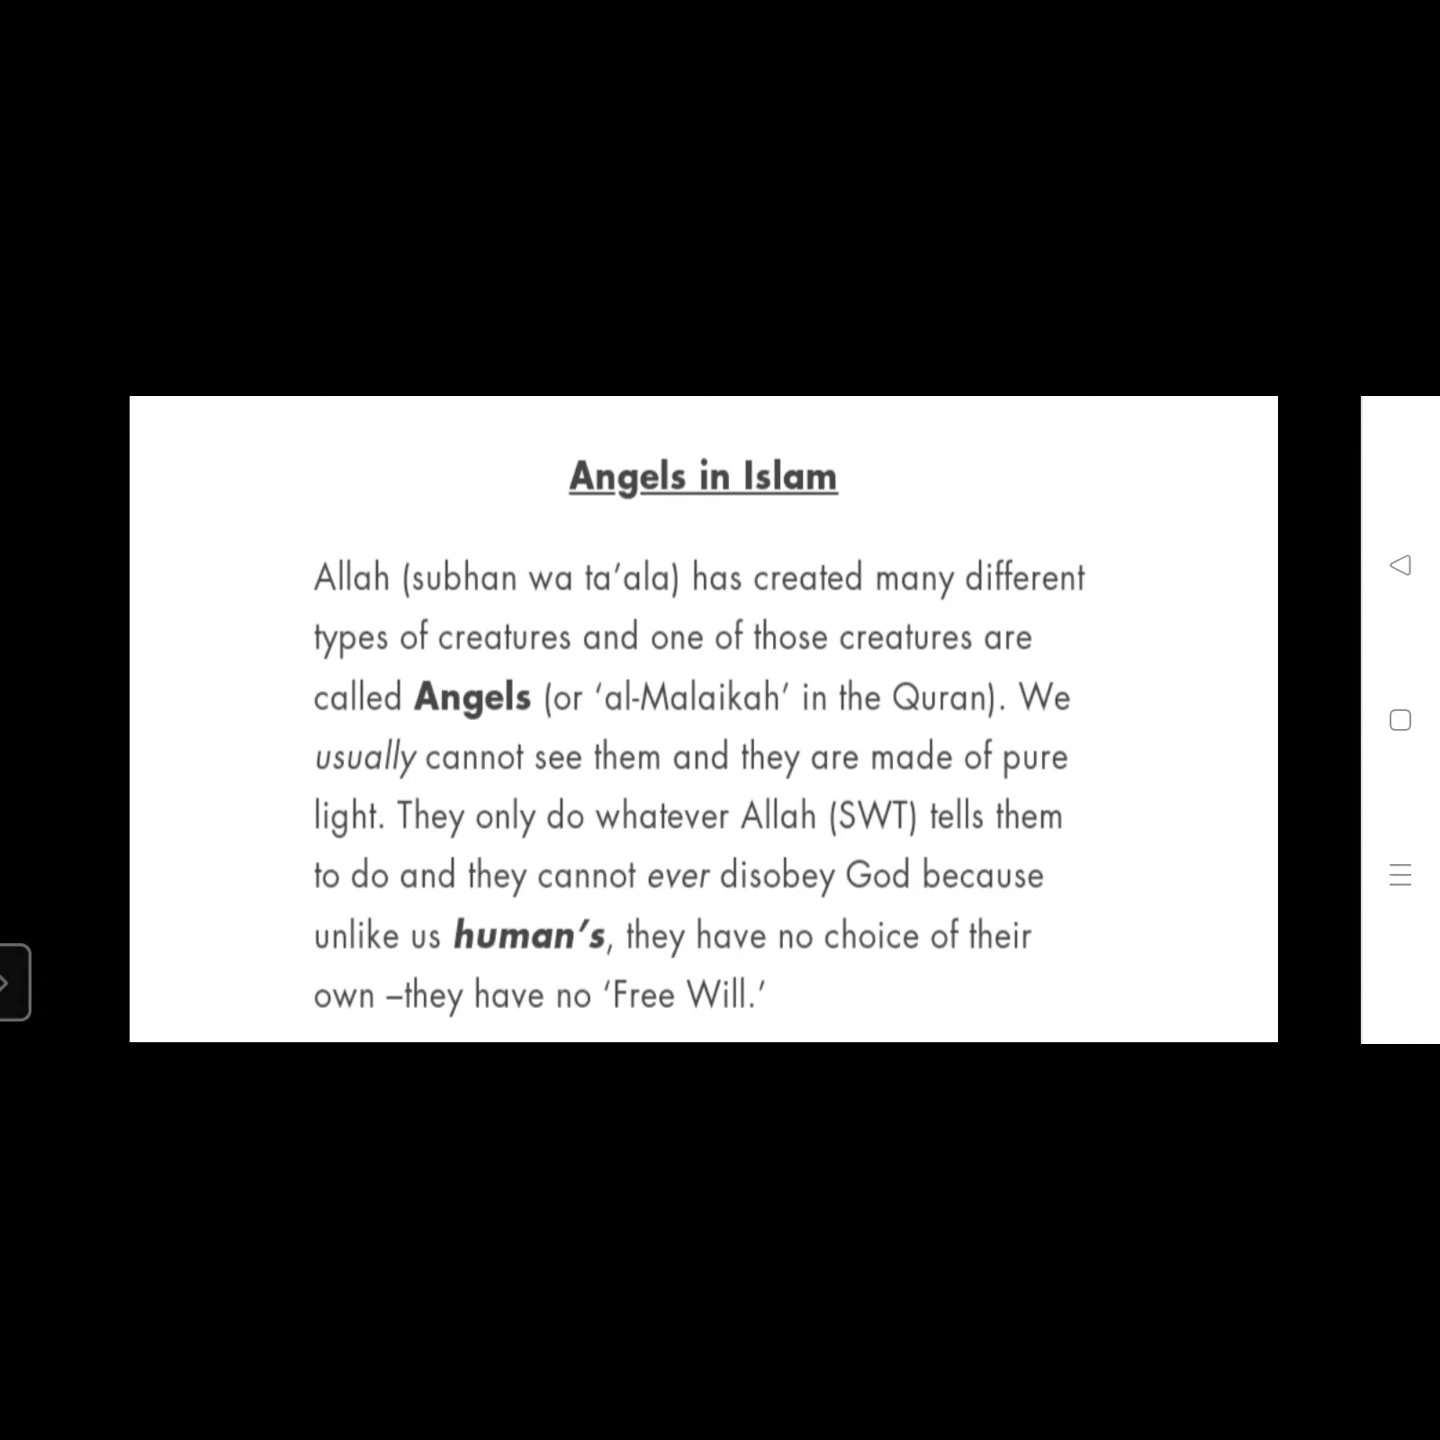 Angels in Islam
Allah (subhan wa ta’ala) has created many different
types of creatures and one of those creatures are
called Angels (or ‘al-Malaikah’ in the Quran). We
usually cannot see them and they are made of pure
light. They only do whatever Allah (SWT) tells them
to do and they cannot ever disobey God because
unlike us human’s, they have no choice of their
own –they have no ‘Free Will.’